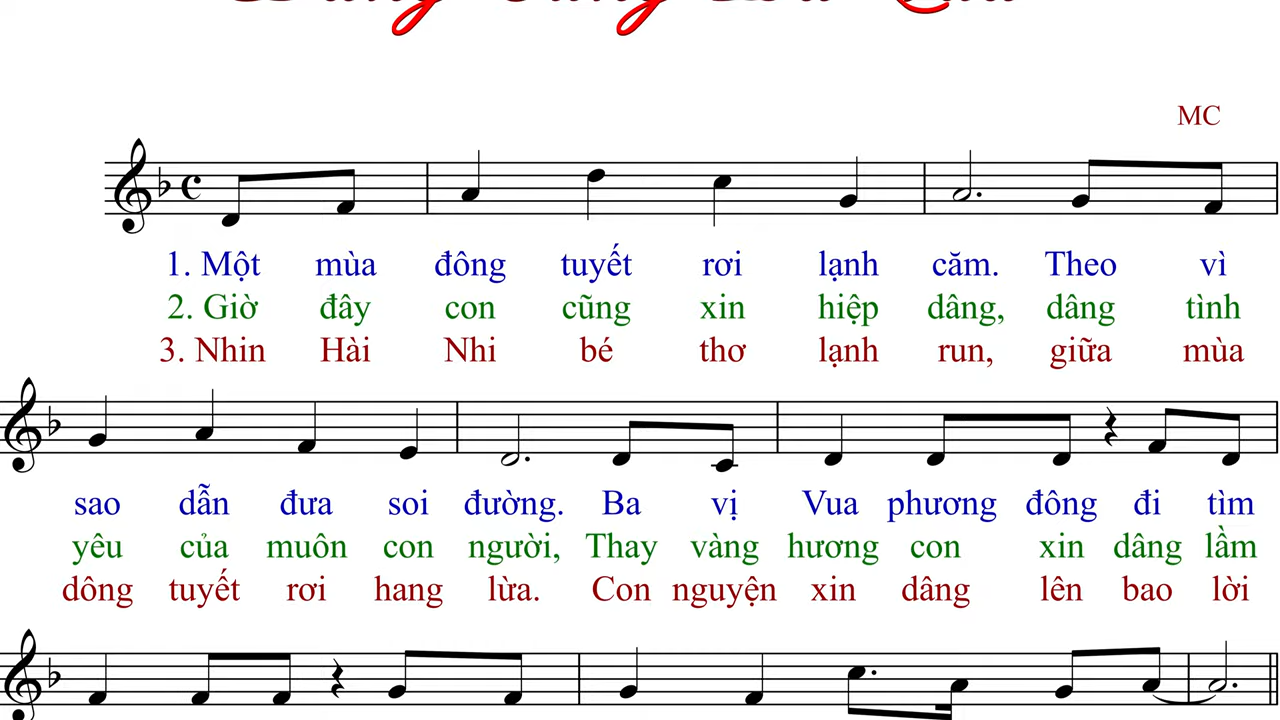 MC
1. Một mùa đông tuyết rơi lạnh căm. Theo vì
2. Giờ đây con cũng xin hiệp dâng, dâng tình
3. Nhin Hài Nhi bé thơ lạnh run, giữa mùa
sao dẫn đưa soi đường. Ba vị Vua phương đông đi tìm
yêu của muôn con người, Thay vàng hương con xin dâng lầm
dông tuyết rơi hang lừa. Con nguyện xin dâng lên bao lời